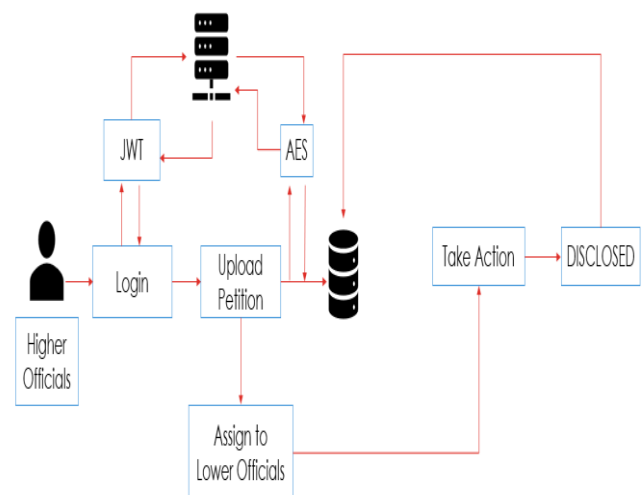 JWT
AES
Login
Upload
Petition
Take Action
DISCLOSED
Higher
Officials
Assign to
Lower Officials